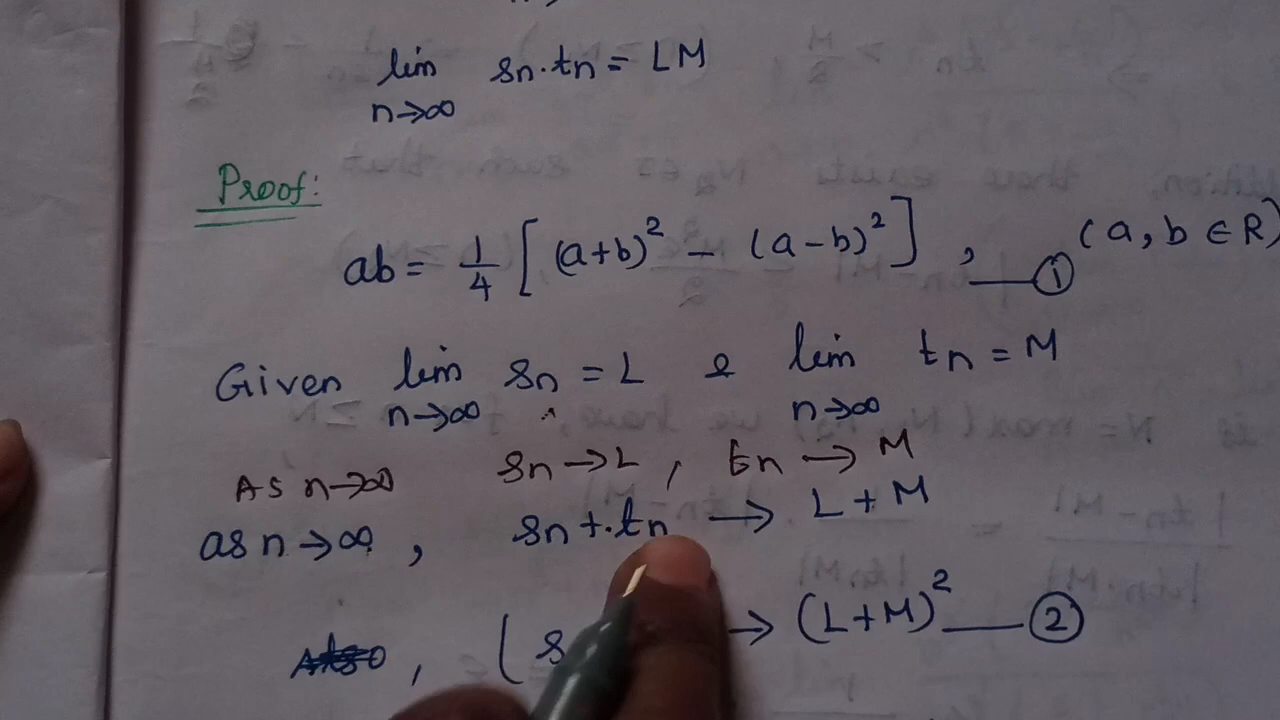 lim sn.tn = LM
n→∞
Proof:
ab = 1/4 [ (a+b)² - (a-b)² ] , ——① (a, b ∈ R)
Given lim sn = L & lim tn = M
n→∞ n→∞
As n→∞ sn→L , tn → M
as n→∞ , sn+.tn → L+M
, ( s → (L+M)² ——②